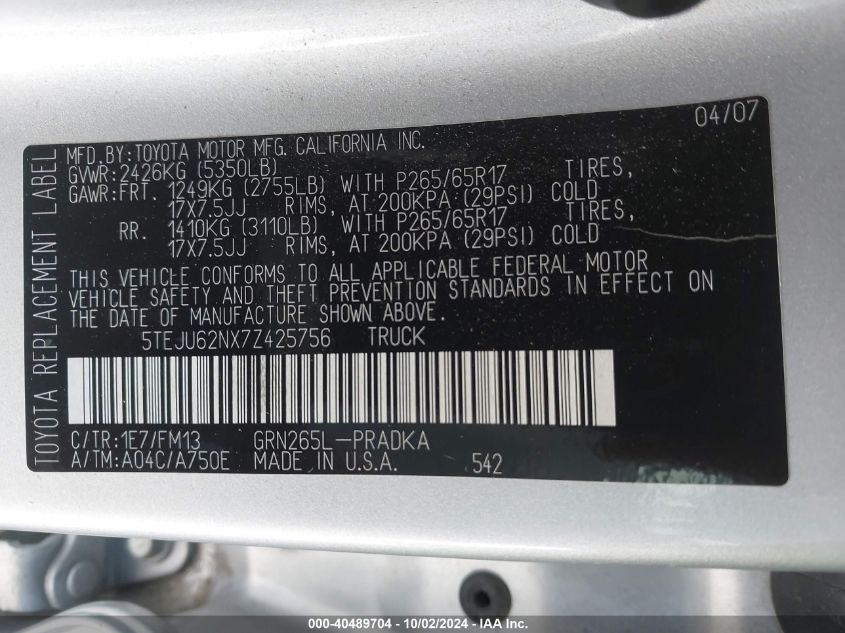 04/07
TOYOTA REPLACEMENT LABEL
MFD.BY:TOYOTA MOTOR MFG. CALIFORNIA INC.
GVWR:2426KG (5350LB)
GAWR:FRT. 1249KG (2755LB) WITH P265/65R17 TIRES,
17X7.5JJ RIMS, AT 200KPA (29PSI) COLD
RR. 1410KG (3110LB) WITH P265/65R17 TIRES,
17X7.5JJ RIMS, AT 200KPA (29PSI) COLD
THIS VEHICLE CONFORMS TO ALL APPLICABLE FEDERAL MOTOR
VEHICLE SAFETY AND THEFT PREVENTION STANDARDS IN EFFECT ON
THE DATE OF MANUFACTURE SHOWN ABOVE.
5TEJU62NX7Z425756 TRUCK
C/TR:1E7/FM13 GRN265L-PRADKA
A/TM:A04C/A750E MADE IN U.S.A. 542
000-40489704 - 10/02/2024 - IAA Inc.